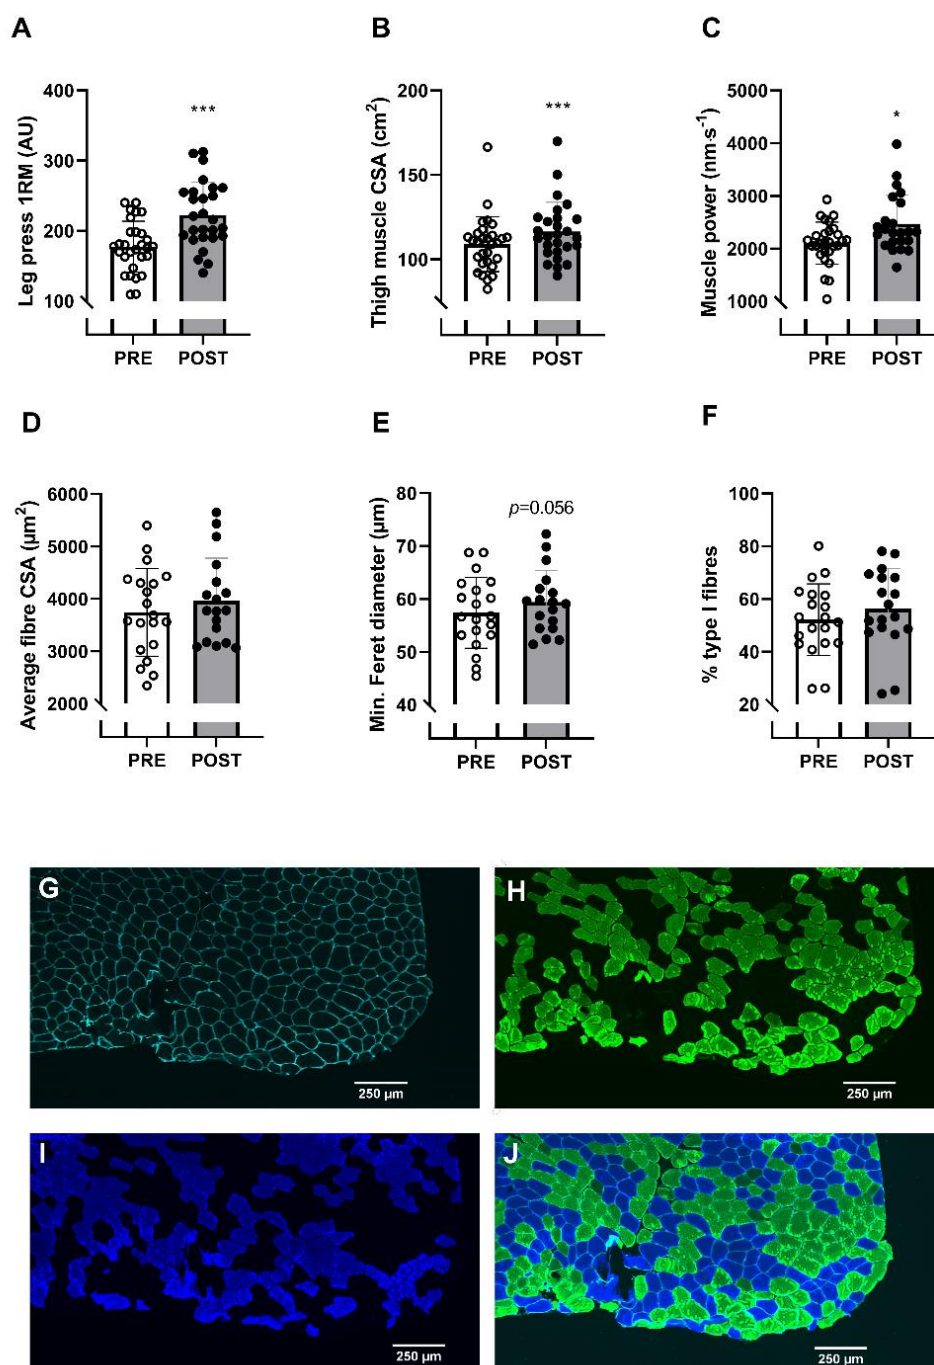 A
B
C
Leg press 1RM (AU)
400
300
200
100
***
PRE
POST
Thigh muscle CSA (cm²)
200
150
100
***
PRE
POST
Muscle power (nm·s⁻¹)
5000
4000
3000
2000
1000
*
PRE
POST
D
E
F
Average fibre CSA (µm²)
6000
5000
4000
3000
2000
PRE
POST
Min. Feret diameter (µm)
80
70
60
50
40
p=0.056
PRE
POST
% type I fibres
100
80
60
40
20
PRE
POST
G
250 µm
H
250 µm
I
250 µm
J
250 µm